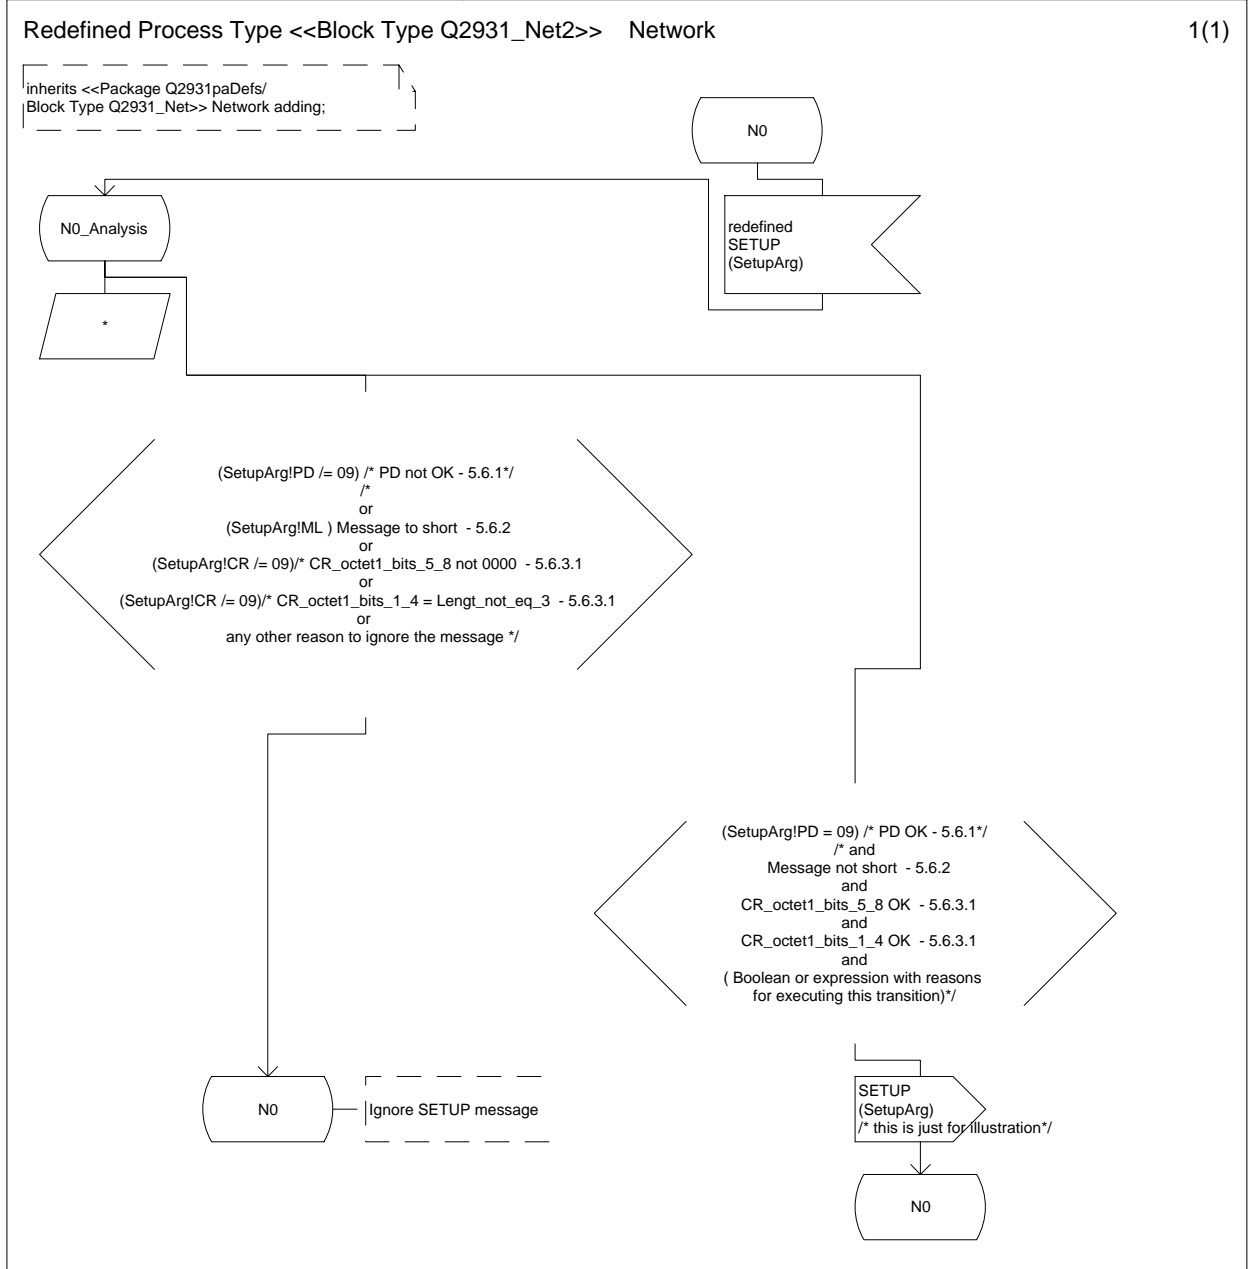 Redefined Process Type <<Block Type Q2931_Net2>> Network 1(1)
inherits <<Package Q2931paDefs/
Block Type Q2931_Net>> Network adding;
N0
N0_Analysis
redefined
SETUP
(SetupArg)
*
(SetupArg!PD /= 09) /* PD not OK - 5.6.1*/
/*
or
(SetupArg!ML ) Message to short - 5.6.2
or
(SetupArg!CR /= 09)/* CR_octet1_bits_5_8 not 0000 - 5.6.3.1
or
(SetupArg!CR /= 09)/* CR_octet1_bits_1_4 = Lengt_not_eq_3 - 5.6.3.1
or
any other reason to ignore the message */
(SetupArg!PD = 09) /* PD OK - 5.6.1*/
/* and
Message not short - 5.6.2
and
CR_octet1_bits_5_8 OK - 5.6.3.1
and
CR_octet1_bits_1_4 OK - 5.6.3.1
and
( Boolean or expression with reasons
for executing this transition)*/
N0
Ignore SETUP message
SETUP
(SetupArg)
/* this is just for illustration*/
N0